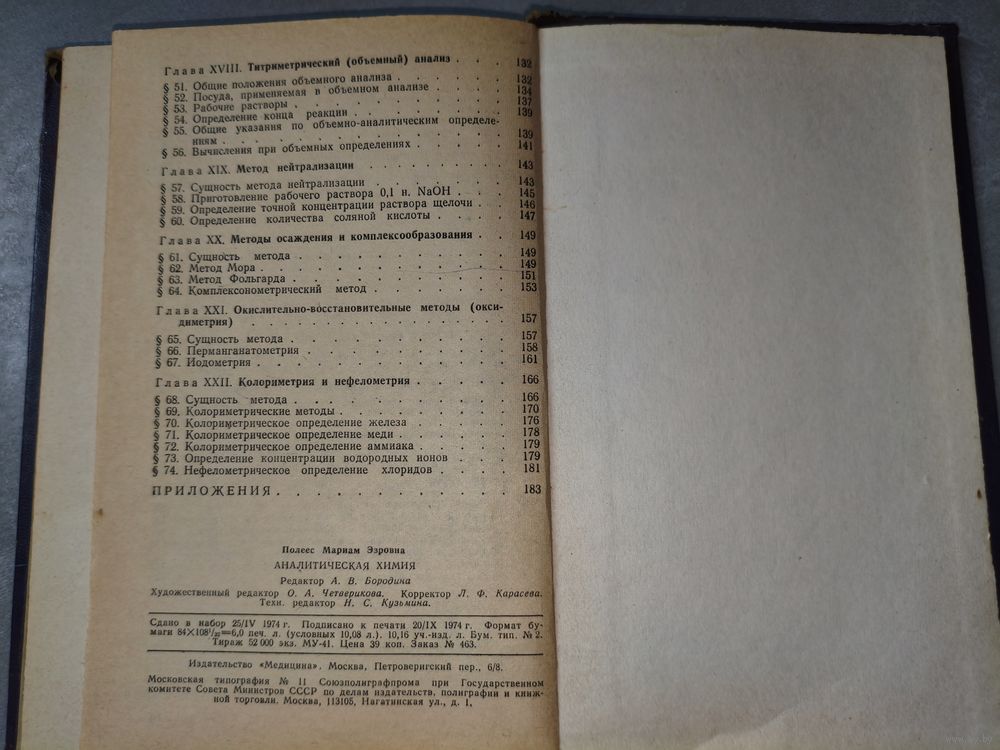 Глава XVIII. Титриметрический (объемный) анализ . . . 132
§ 51. Общие положения объемного анализа . . . . . . 132
§ 52. Посуда, применяемая в объемном анализе . . . . 134
§ 53. Рабочие растворы . . . . . . . . . . . 137
§ 54. Определение конца реакции . . . . . . . . 139
§ 55. Общие указания по объемно-аналитическим определе-
ниям . . . . . . . . . . . . . . . 139
§ 56. Вычисления при объемных определениях . . . . . 141
Глава XIX. Метод нейтрализации . . . . . . . 143
§ 57. Сущность метода нейтрализации . . . . . . . 143
§ 58. Приготовление рабочего раствора 0,1 н. NaOH . . . 145
§ 59. Определение точной концентрации раствора щелочи . . 146
§ 60. Определение количества соляной кислоты . . . . 147
Глава XX. Методы осаждения и комплексообразования . . 149
§ 61. Сущность метода . . . . . . . . . . . 149
§ 62. Метод Мора . . . . . . . . . . . . . 149
§ 63. Метод Фольгарда . . . . . . . . . . . 151
§ 64. Комплексонометрический метод . . . . . . . 153
Глава XXI. Окислительно-восстановительные методы (окси-
диметрия) . . . . . . . . . . . . . . 157
§ 65. Сущность метода . . . . . . . . . . . 157
§ 66. Перманганатометрия . . . . . . . . . . 158
§ 67. Иодометрия . . . . . . . . . . . . . 161
Глава XXII. Колориметрия и нефелометрия . . . . . 166
§ 68. Сущность метода . . . . . . . . . . . 166
§ 69. Колориметрические методы . . . . . . . . 170
§ 70. Колориметрическое определение железа . . . . . 176
§ 71. Колориметрическое определение меди . . . . . . 178
§ 72. Колориметрическое определение аммиака . . . . . 179
§ 73. Определение концентрации водородных ионов . . . 179
§ 74. Нефелометрическое определение хлоридов . . . . 181
ПРИЛОЖЕНИЯ . . . . . . . . . . . . 183
Полеес Мариам Эзровна
АНАЛИТИЧЕСКАЯ ХИМИЯ
Редактор А. В. Бородина
Художественный редактор О. А. Четверикова. Корректор Л. Ф. Карасева.
Техн. редактор Н. С. Кузьмина.
Сдано в набор 25/IV 1974 г. Подписано к печати 20/IX 1974 г. Формат бу-
маги 84×108¹/₃₂=6,0 печ. л. (условных 10,08 л.). 10,16 уч.-изд. л. Бум. тип. № 2.
Тираж 52 000 экз. МУ-41. Цена 39 коп. Заказ № 463.
Издательство «Медицина». Москва, Петроверигский пер., 6/8.
Московская типография № 11 Союзполиграфпрома при Государственном
комитете Совета Министров СССР по делам издательств, полиграфии и книж-
ной торговли. Москва, 113105, Нагатинская ул., д. 1.